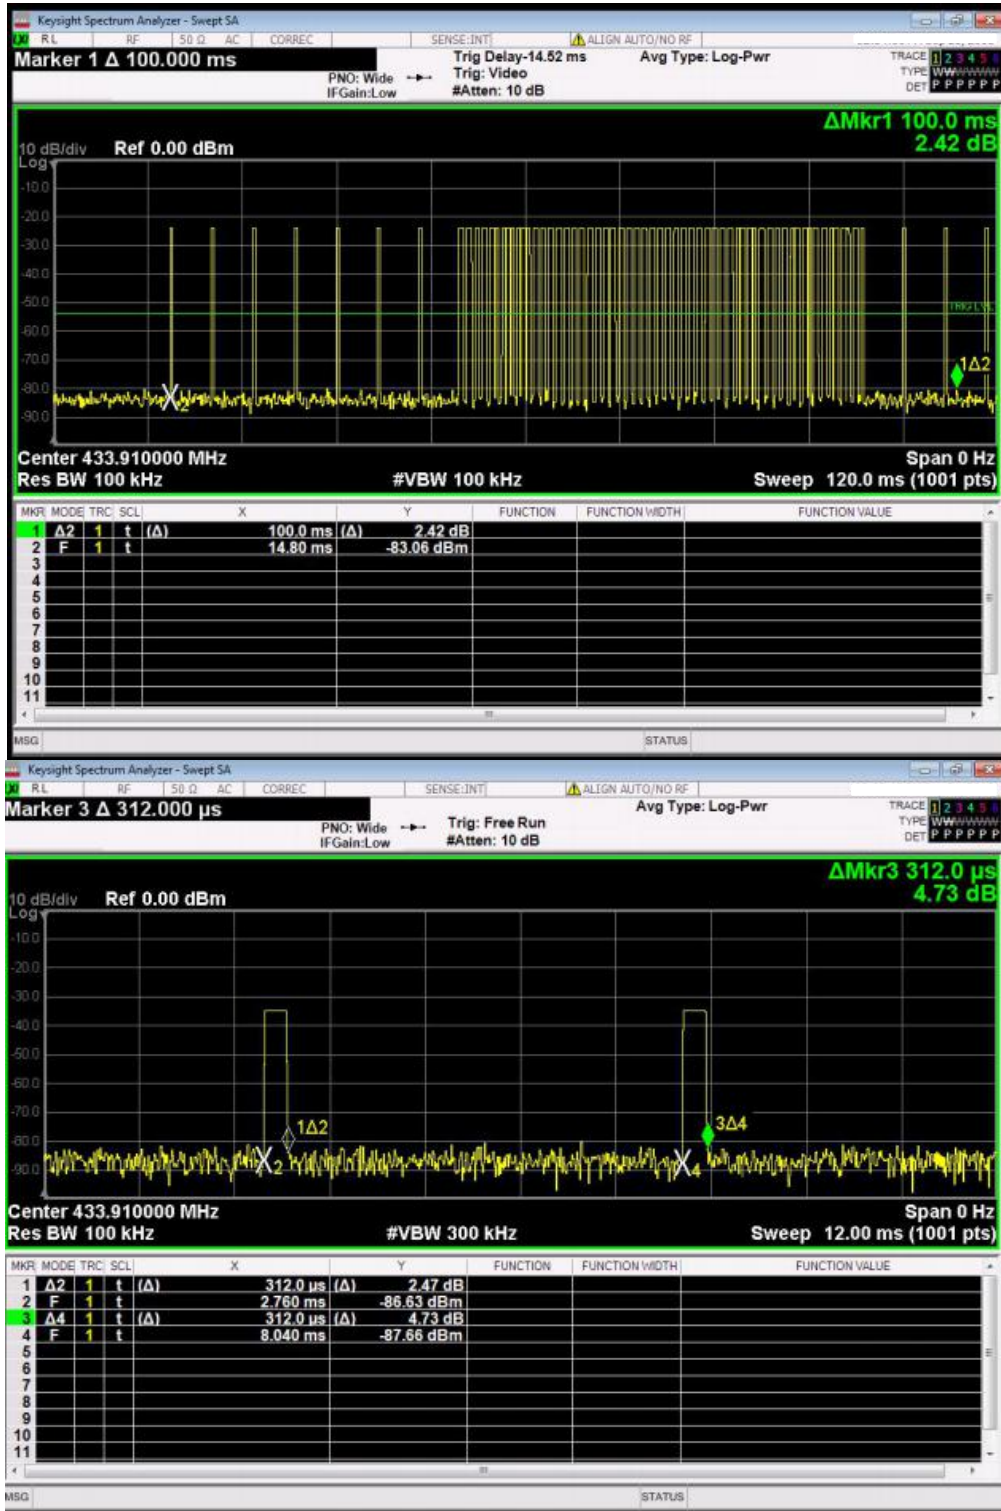 Keysight Spectrum Analyzer - Swept SA
RL RF 50 Ω AC CORREC SENSE:INT ALIGN AUTO/NO RF
Marker 1 Δ 100.000 ms
PNO: Wide
IFGain:Low
Trig Delay-14.52 ms
Trig: Video
#Atten: 10 dB
Avg Type: Log-Pwr
TRACE 1 2 3 4 5 6
TYPE WWWWWW
DET P P P P P P
ΔMkr1 100.0 ms
2.42 dB
10 dB/div Ref 0.00 dBm
Log
-10.0
-20.0
-30.0
-40.0
-50.0
TRIG LVL
-60.0
-70.0
1Δ2
-80.0
2
-90.0
Center 433.910000 MHz Span 0 Hz
Res BW 100 kHz #VBW 100 kHz Sweep 120.0 ms (1001 pts)
MKR MODE TRC SCL X Y FUNCTION FUNCTION WIDTH FUNCTION VALUE
1 Δ2 1 t (Δ) 100.0 ms (Δ) 2.42 dB
2 F 1 t 14.80 ms -83.06 dBm
3
4
5
6
7
8
9
10
11
MSG STATUS
Keysight Spectrum Analyzer - Swept SA
RL RF 50 Ω AC CORREC SENSE:INT ALIGN AUTO/NO RF
Marker 3 Δ 312.000 µs
PNO: Wide
IFGain:Low
Trig: Free Run
#Atten: 10 dB
Avg Type: Log-Pwr
TRACE 1 2 3 4 5 6
TYPE WWWWWW
DET P P P P P P
ΔMkr3 312.0 µs
4.73 dB
10 dB/div Ref 0.00 dBm
Log
-10.0
-20.0
-30.0
-40.0
-50.0
-60.0
-70.0
1Δ2 3Δ4
-80.0
2 4
-90.0
Center 433.910000 MHz Span 0 Hz
Res BW 100 kHz #VBW 300 kHz Sweep 12.00 ms (1001 pts)
MKR MODE TRC SCL X Y FUNCTION FUNCTION WIDTH FUNCTION VALUE
1 Δ2 1 t (Δ) 312.0 µs (Δ) 2.47 dB
2 F 1 t 2.760 ms -86.63 dBm
3 Δ4 1 t (Δ) 312.0 µs (Δ) 4.73 dB
4 F 1 t 8.040 ms -87.66 dBm
5
6
7
8
9
10
11
MSG STATUS